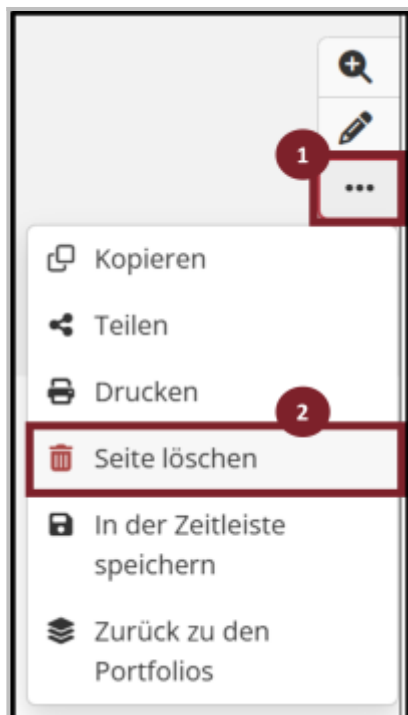 1
Kopieren
Teilen
Drucken
2
Seite löschen
In der Zeitleiste
speichern
Zurück zu den
Portfolios